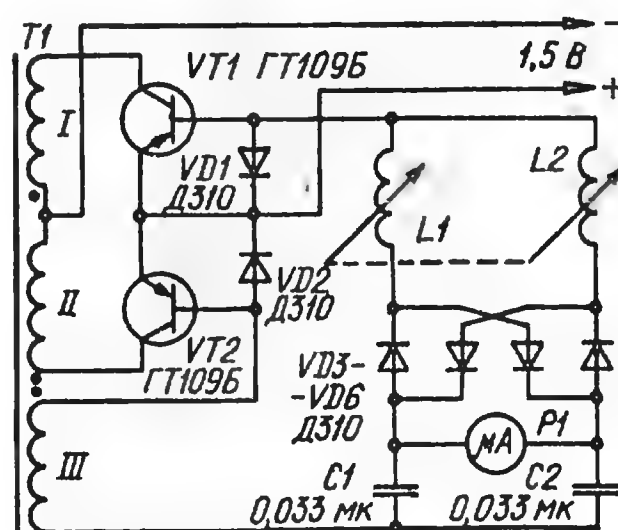 T1
−
VT1 ГТ109Б
1,5 В
+
I
VD1
Д310
L2
L1
II
VD2
Д310
VT2
ГТ109Б
VD3-
-VD6
Д310
мА
P1
III
C1
0,033 мк
C2
0,033 мк